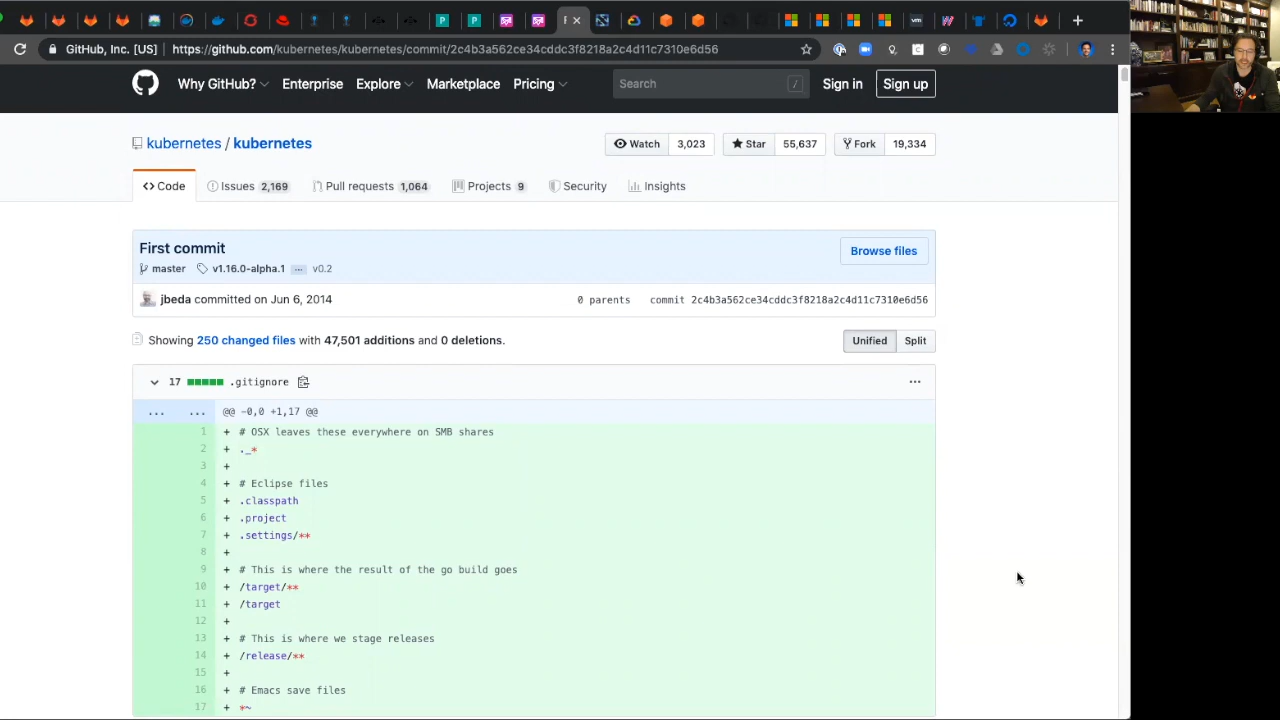 GitHub, Inc. [US] | https://github.com/kubernetes/kubernetes/commit/2c4b3a562ce34cddc3f8218a2c4d11c7310e6d56
Why GitHub? Enterprise Explore Marketplace Pricing Search / Sign in Sign up
kubernetes / kubernetes Watch 3,023 Star 55,637 Fork 19,334
Code Issues 2,169 Pull requests 1,064 Projects 9 Security Insights
First commit Browse files
master v1.16.0-alpha.1 ... v0.2
jbeda committed on Jun 6, 2014 0 parents commit 2c4b3a562ce34cddc3f8218a2c4d11c7310e6d56
Showing 250 changed files with 47,501 additions and 0 deletions. Unified Split
17 .gitignore ...
... ... @@ -0,0 +1,17 @@
1 + # OSX leaves these everywhere on SMB shares
2 + ._*
3 +
4 + # Eclipse files
5 + .classpath
6 + .project
7 + .settings/**
8 +
9 + # This is where the result of the go build goes
10 + /target/**
11 + /target
12 +
13 + # This is where we stage releases
14 + /release/**
15 +
16 + # Emacs save files
17 + *~